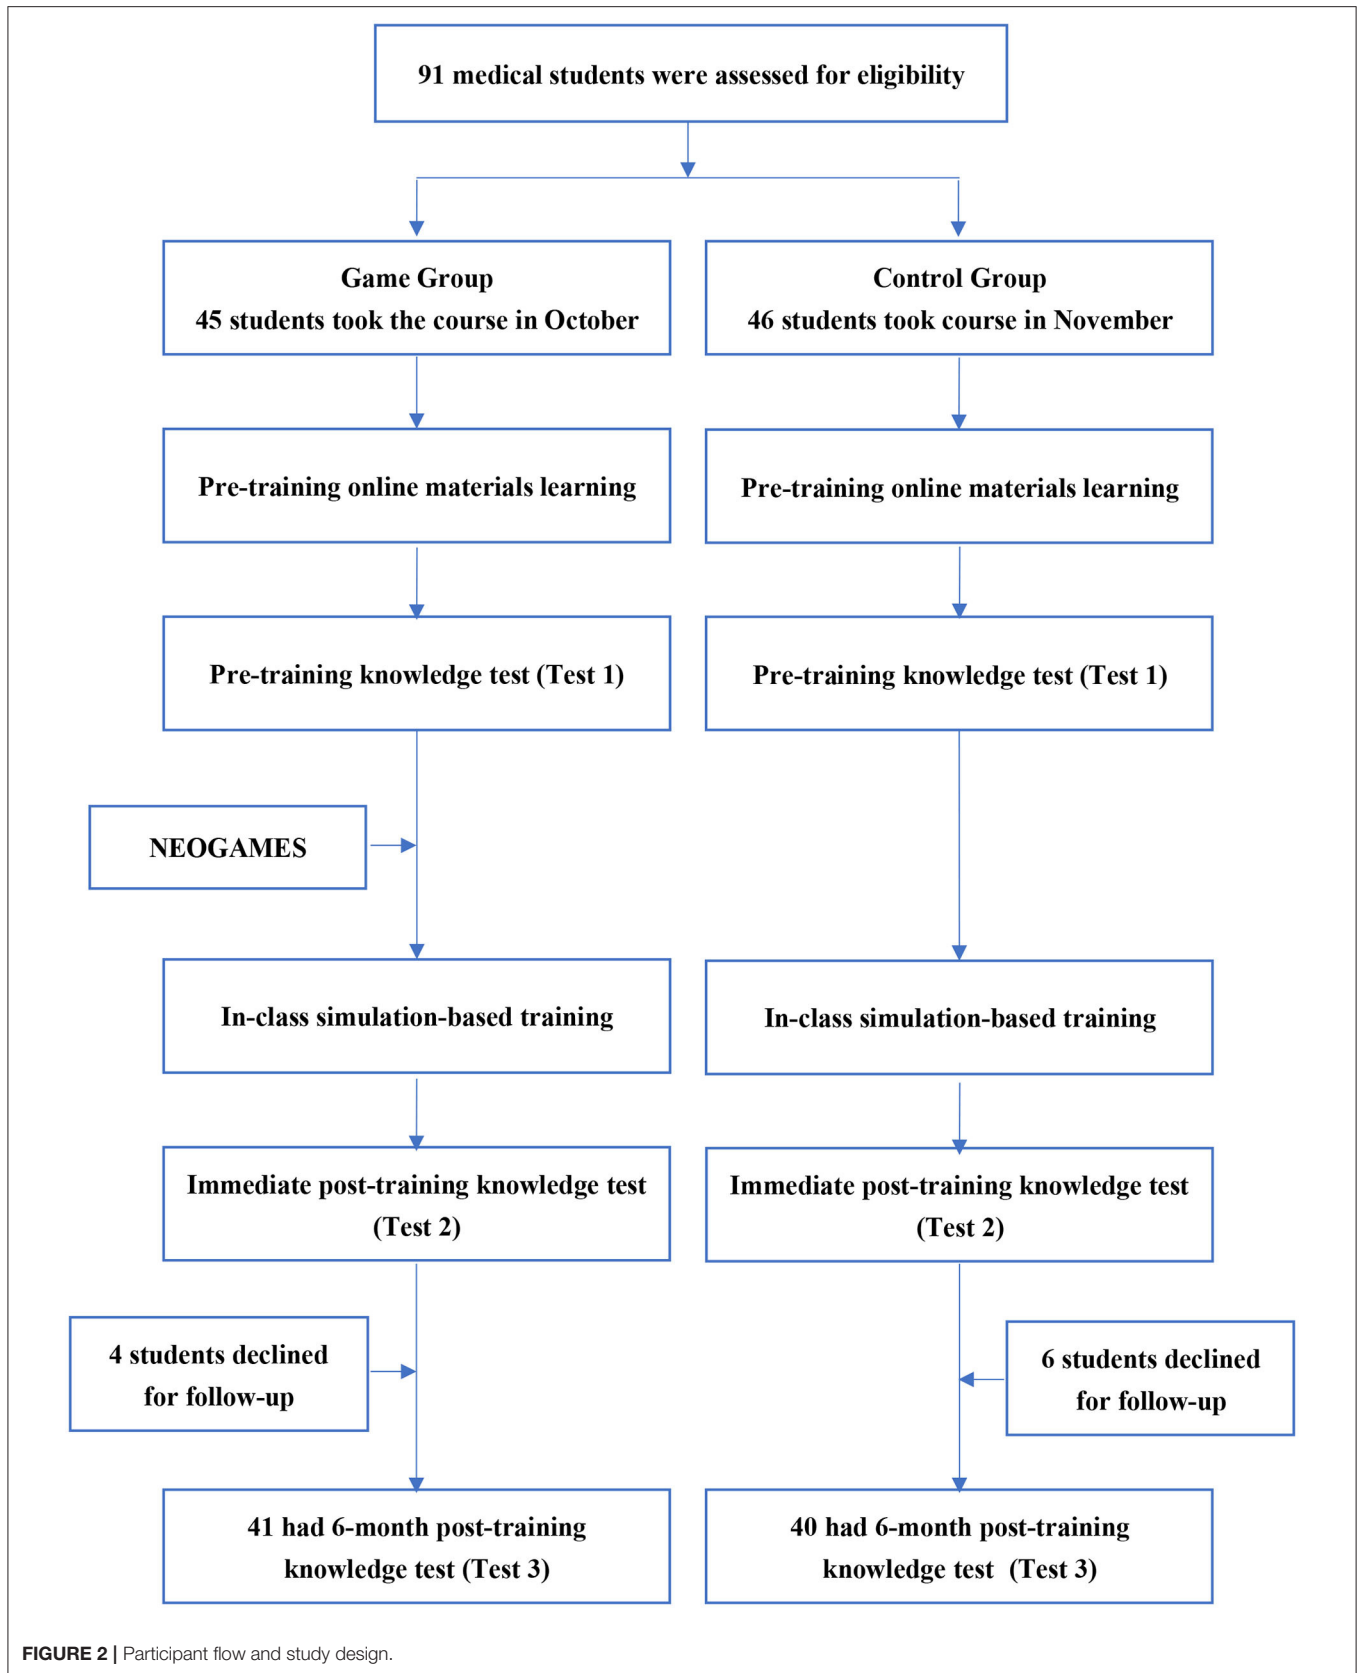 91 medical students were assessed for eligibility
Game Group
45 students took the course in October
Control Group
46 students took course in November
Pre-training online materials learning
Pre-training online materials learning
Pre-training knowledge test (Test 1)
Pre-training knowledge test (Test 1)
NEOGAMES
In-class simulation-based training
In-class simulation-based training
Immediate post-training knowledge test
(Test 2)
Immediate post-training knowledge test
(Test 2)
4 students declined
for follow-up
6 students declined
for follow-up
41 had 6-month post-training
knowledge test (Test 3)
40 had 6-month post-training
knowledge test (Test 3)
FIGURE 2 | Participant flow and study design.